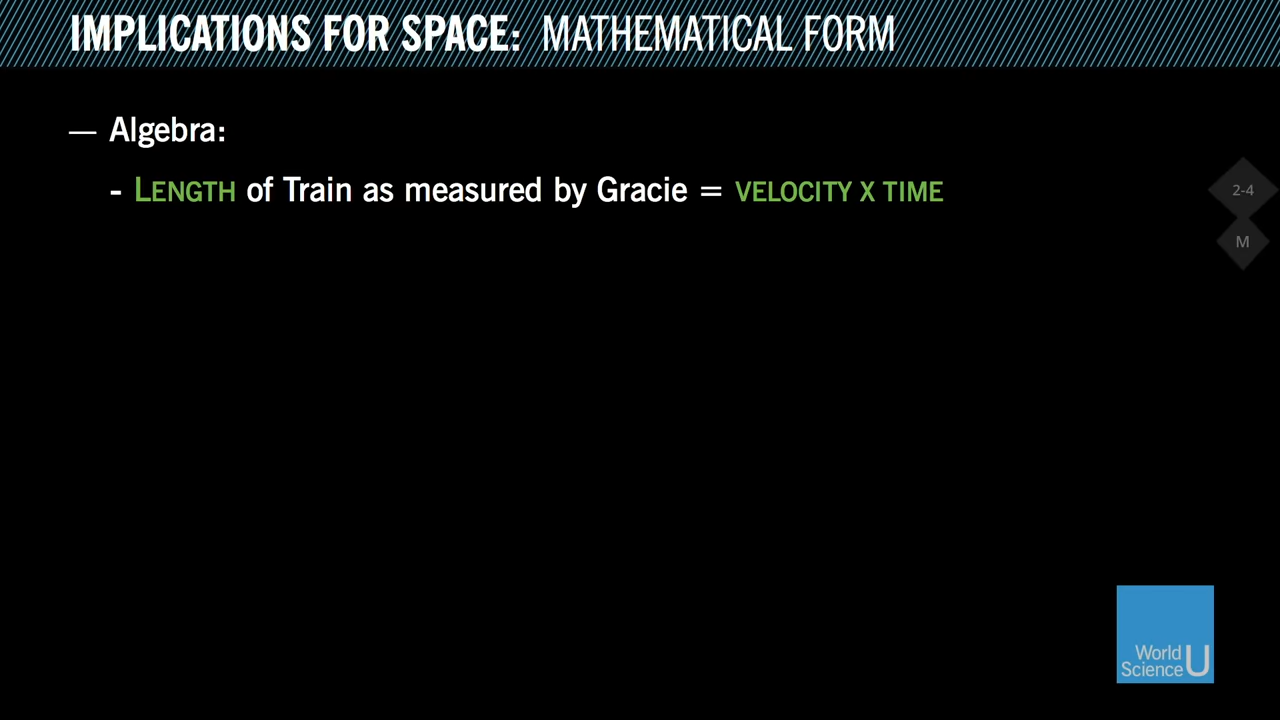 IMPLICATIONS FOR SPACE: MATHEMATICAL FORM
— Algebra:
- LENGTH of Train as measured by Gracie = VELOCITY X TIME
2-4
M
World
Science U